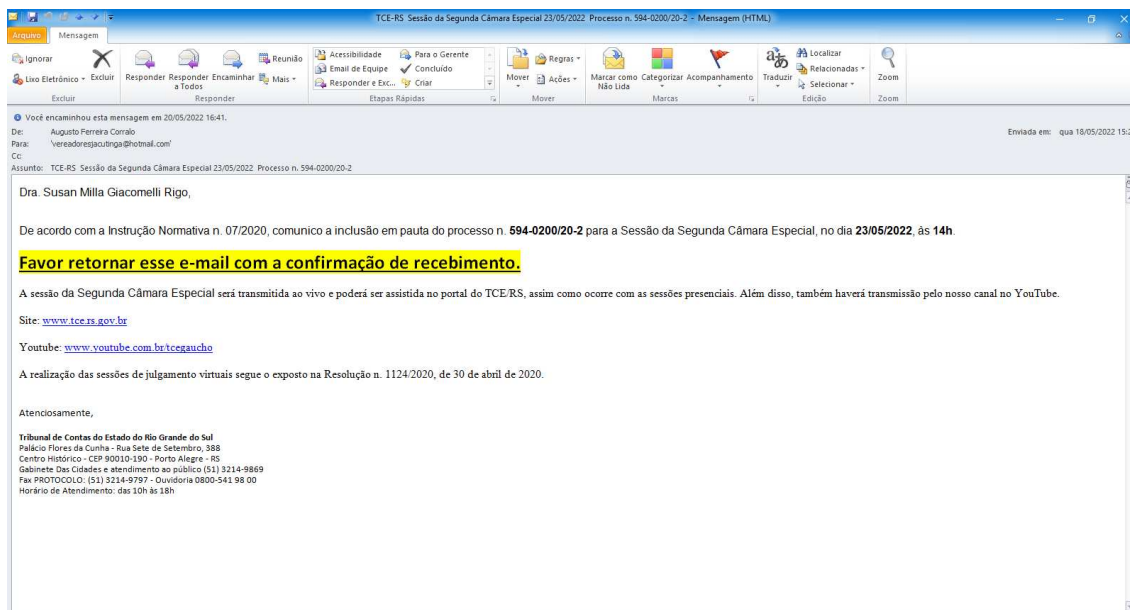 TCE-RS Sessão da Segunda Câmara Especial 23/05/2022 Processo n. 594-0200/20-2 - Mensagem (HTML)
Arquivo Mensagem
Ignorar
Lixo Eletrônico
Excluir
Responder
Responder a Todos
Encaminhar
Reunião
Mais
Acessibilidade
Email de Equipe
Responder e Exc...
Para o Gerente
Concluído
Criar
Mover
Regras
Ações
Marcar como Não Lida
Categorizar
Acompanhamento
Traduzir
Localizar
Relacionadas
Selecionar
Zoom
Excluir Responder Etapas Rápidas Mover Marcas Edição Zoom
Você encaminhou esta mensagem em 20/05/2022 16:41.
De: Augusto Ferreira Corralo Enviada em: qua 18/05/2022 15:2
Para: 'vereadoresjacutinga@hotmail.com'
Cc:
Assunto: TCE-RS Sessão da Segunda Câmara Especial 23/05/2022 Processo n. 594-0200/20-2
Dra. Susan Milla Giacomelli Rigo,
De acordo com a Instrução Normativa n. 07/2020, comunico a inclusão em pauta do processo n. 594-0200/20-2 para a Sessão da Segunda Câmara Especial, no dia 23/05/2022, às 14h.
Favor retornar esse e-mail com a confirmação de recebimento.
A sessão da Segunda Câmara Especial será transmitida ao vivo e poderá ser assistida no portal do TCE/RS, assim como ocorre com as sessões presenciais. Além disso, também haverá transmissão pelo nosso canal no YouTube.
Site: www.tce.rs.gov.br
Youtube: www.youtube.com.br/tcegaucho
A realização das sessões de julgamento virtuais segue o exposto na Resolução n. 1124/2020, de 30 de abril de 2020.
Atenciosamente,
Tribunal de Contas do Estado do Rio Grande do Sul
Palácio Flores da Cunha - Rua Sete de Setembro, 388
Centro Histórico - CEP 90010-190 - Porto Alegre - RS
Gabinete Das Cidades e atendimento ao público (51) 3214-9869
Fax PROTOCOLO: (51) 3214-9797 - Ouvidoria 0800-541 98 00
Horário de Atendimento: das 10h às 18h